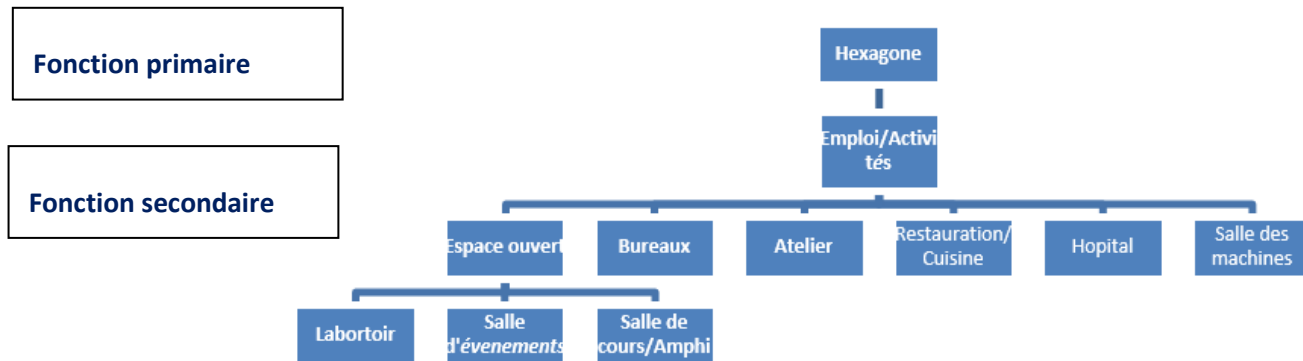 Fonction primaire
Hexagone
Emploi/Activi
tés
Fonction secondaire
Espace ouvert
Bureaux
Atelier
Restauration/
Cuisine
Hopital
Salle des
machines
Labortoir
Salle
d'évenements
Salle de
cours/Amphi